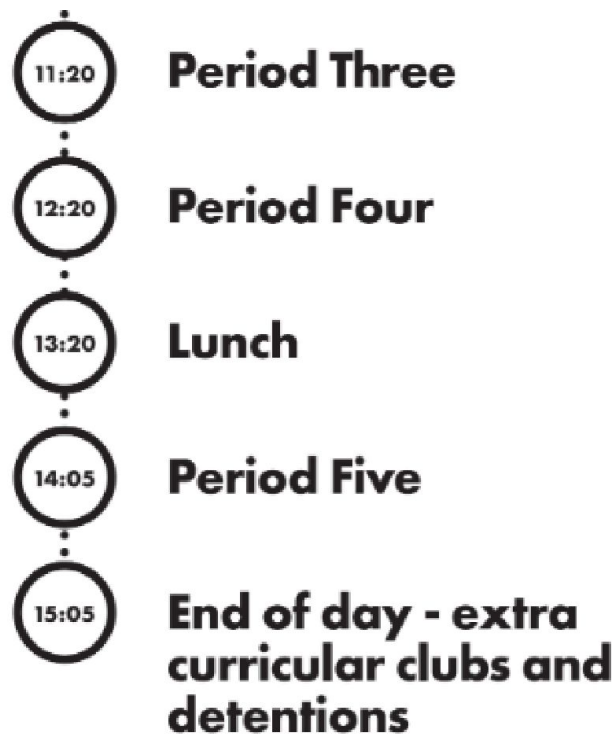 11:20 Period Three
12:20 Period Four
13:20 Lunch
14:05 Period Five
15:05 End of day - extra
curricular clubs and
detentions